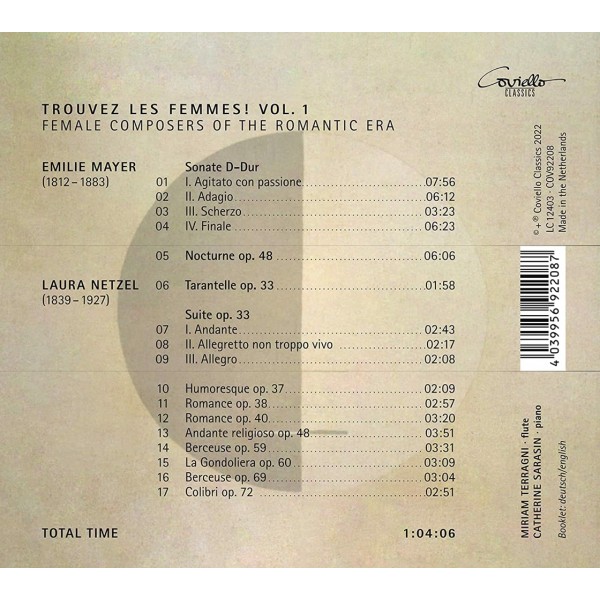 Coviello
CLASSICS
TROUVEZ LES FEMMES! VOL. 1
FEMALE COMPOSERS OF THE ROMANTIC ERA
EMILIE MAYER
(1812 – 1883)
Sonate D-Dur
01 I. Agitato con passione 07:56
02 II. Adagio 06:12
03 III. Scherzo 03:23
04 IV. Finale 06:23
05 Nocturne op. 48 06:06
LAURA NETZEL
(1839 – 1927)
06 Tarantelle op. 33 01:58
Suite op. 33
07 I. Andante 02:43
08 II. Allegretto non troppo vivo 02:17
09 III. Allegro 02:08
10 Humoresque op. 37 02:09
11 Romance op. 38 02:57
12 Romance op. 40 03:20
13 Andante religioso op. 48 03:51
14 Berceuse op. 59 03:31
15 La Gondoliera op. 60 03:09
16 Berceuse op. 69 03:04
17 Colibri op. 72 02:51
TOTAL TIME 1:04:06
© + ℗ Coviello Classics 2022
LC 12403 · COV92208
Made in the Netherlands
4 039956 922087
MIRIAM TERRAGNI · flute
CATHERINE SARASIN · piano
Booklet: deutsch/english